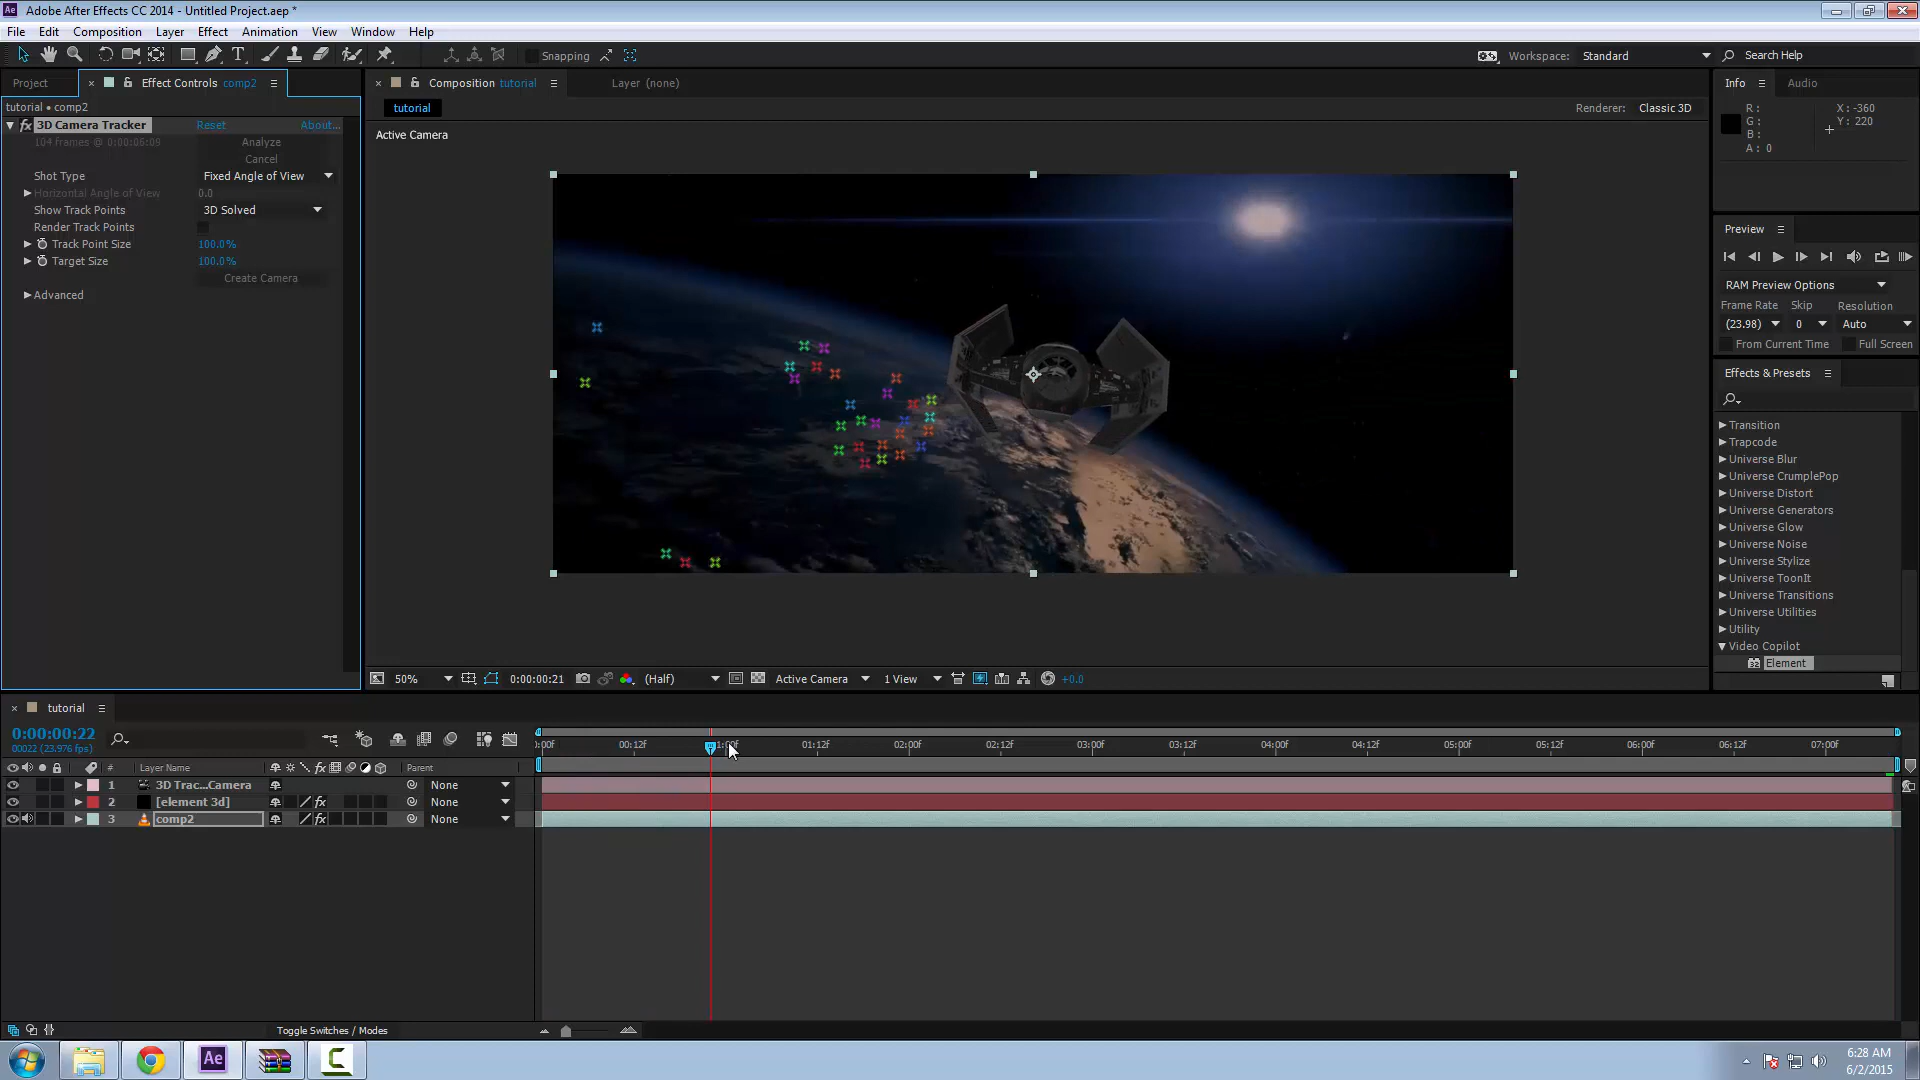 Ae Adobe After Effects CC 2014 - Untitled Project.aep *
File Edit Composition Layer Effect Animation View Window Help
T Snapping Workspace: Standard Search Help
Project × Effect Controls comp2 × Composition tutorial Layer (none) Info Audio
tutorial • comp2 tutorial Renderer: Classic 3D
fx 3D Camera Tracker Reset About...
104 frames @ 0:00:06:09 Analyze
Cancel
Shot Type Fixed Angle of View
Horizontal Angle of View 0.0
Show Track Points 3D Solved
Render Track Points
Track Point Size 100.0%
Target Size 100.0%
Create Camera
Advanced
Active Camera
R :
G :
B :
A : 0
X : -360
Y : 220
Preview
RAM Preview Options
Frame Rate Skip Resolution
(23.98) 0 Auto
From Current Time Full Screen
Effects & Presets
Transition
Trapcode
Universe Blur
Universe CrumplePop
Universe Distort
Universe Generators
Universe Glow
Universe Noise
Universe Stylize
Universe ToonIt
Universe Transitions
Universe Utilities
Utility
Video Copilot
32 Element
50% 0:00:00:21 (Half) Active Camera 1 View +0.0
× tutorial
0:00:00:22
00022 (23.976 fps)
:00f 00:12f 1:00f 01:12f 02:00f 02:12f 03:00f 03:12f 04:00f 04:12f 05:00f 05:12f 06:00f 06:12f 07:00f
# Layer Name fx Parent
1 3D Trac...Camera None
2 [element 3d] fx None
3 comp2 fx None
Toggle Switches / Modes
Ae C 6:28 AM
6/2/2015